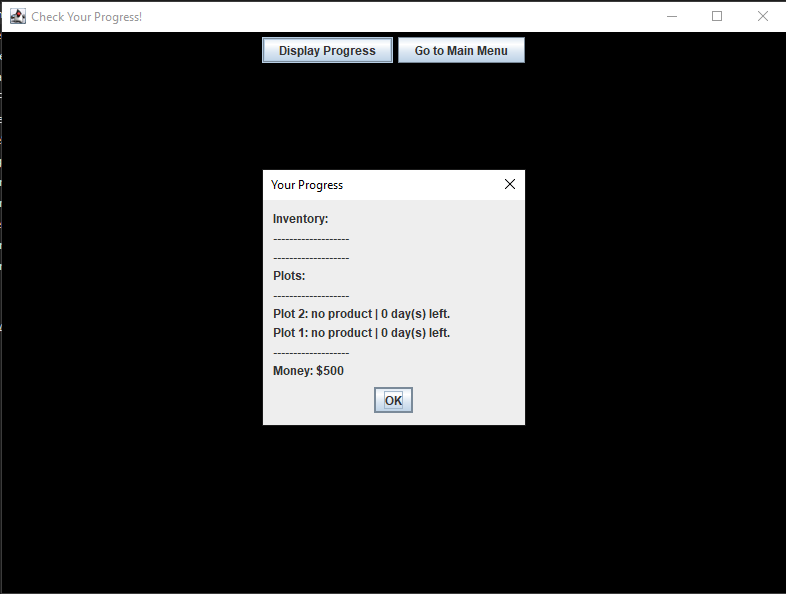 Check Your Progress!
Display Progress
Go to Main Menu
Your Progress
Inventory:
-------------------
-------------------
Plots:
-------------------
Plot 2: no product | 0 day(s) left.
Plot 1: no product | 0 day(s) left.
-------------------
Money: $500
OK